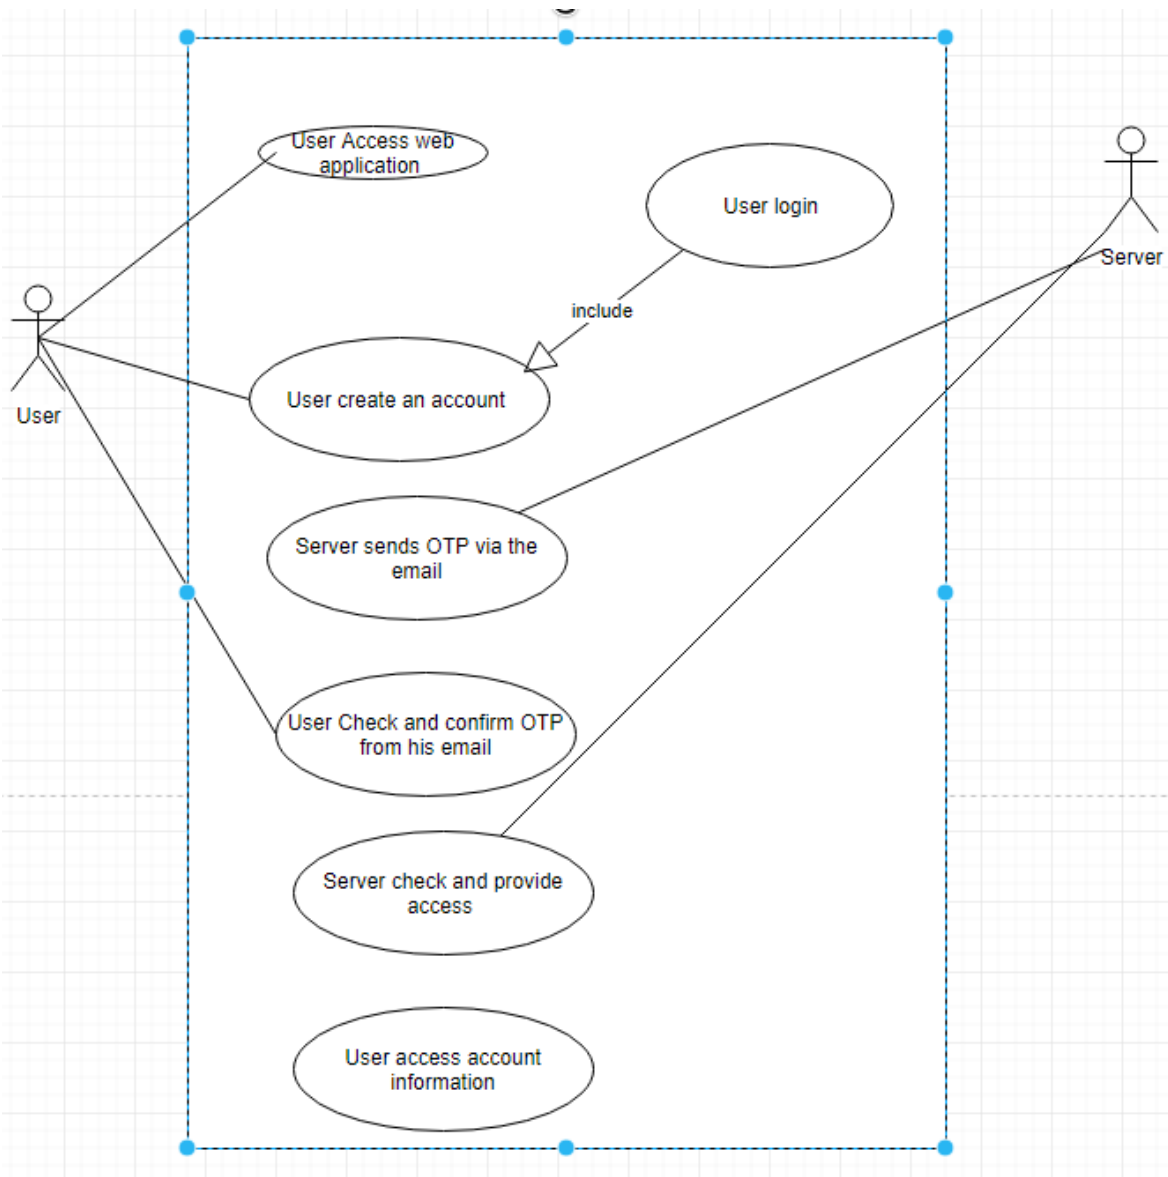 User Access web
application
User login
Server
include
User create an account
User
Server sends OTP via the
email
User Check and confirm OTP
from his email
Server check and provide
access
User access account
information